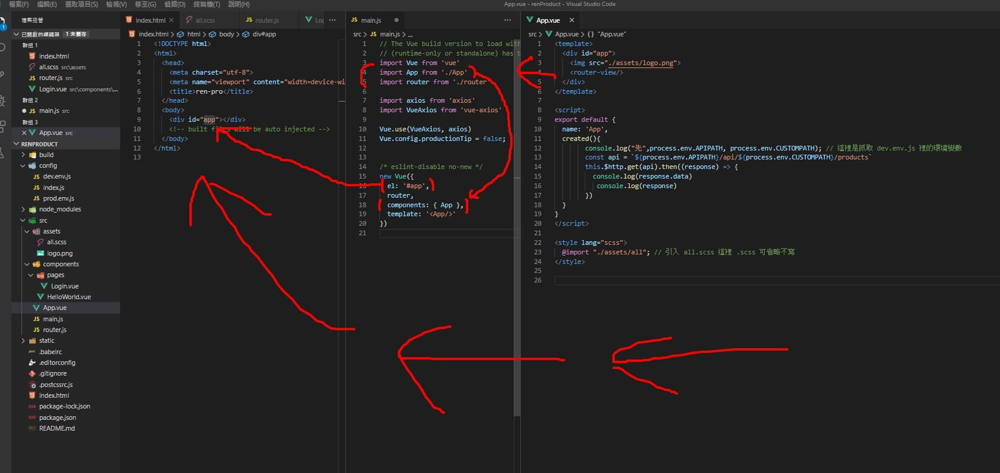 檔案(F) 編輯(E) 選取項目(S) 檢視(V) 移至(G) 偵錯(D) 終端機(T) 說明(H)
App.vue - renProduct - Visual Studio Code
檔案總管
已開啟的編輯器 1 未儲存
群組 1
index.html
all.scss src\assets
router.js src
Login.vue src\components\...
群組 2
main.js src
群組 3
App.vue src
RENPRODUCT
build
config
dev.env.js
index.js
prod.env.js
node_modules
src
assets
all.scss
logo.png
components
pages
Login.vue
HelloWorld.vue
App.vue
main.js
router.js
static
.babelrc
.editorconfig
.gitignore
.postcssrc.js
index.html
package-lock.json
package.json
README.md
index.html all.scss router.js
index.html > html > body > div#app
1 <!DOCTYPE html>
2 <html>
3 <head>
4 <meta charset="utf-8">
5 <meta name="viewport" content="width=device-wi
6 <title>ren-pro</title>
7 </head>
8 <body>
9 <div id="app"></div>
10 <!-- built files will be auto injected -->
11 </body>
12 </html>
13
main.js
src > main.js > ...
1 // The Vue build version to load with
2 // (runtime-only or standalone) has b
3 import Vue from 'vue'
4 import App from './App'
5 import router from './router
6
7 import axios from 'axios'
8 import VueAxios from 'vue-axios'
9
10 Vue.use(VueAxios, axios)
11 Vue.config.productionTip = false;
12
13
14 /* eslint-disable no-new */
15 new Vue({
16 el: '#app',
17 router,
18 components: { App },
19 template: '<App/>'
20 })
21
App.vue
src > App.vue > {} "App.vue"
1 <template>
2 <div id="app">
3 <img src="./assets/logo.png">
4 <router-view/>
5 </div>
6 </template>
7
8 <script>
9 export default {
10 name: 'App',
11 created(){
12 console.log("先",process.env.APIPATH, process.env.CUSTOMPATH); // 這裡是抓取 dev.env.js 裡的環境變數
13 const api = `${process.env.APIPATH}/api/${process.env.CUSTOMPATH}/products`
14 this.$http.get(api).then((response) => {
15 console.log(response.data)
16 console.log(response)
17 })
18 }
19 }
20 </script>
21
22 <style lang="scss">
23 @import "./assets/all"; // 引入 all.scss 這裡 .scss 可省略不寫
24 </style>
25
26